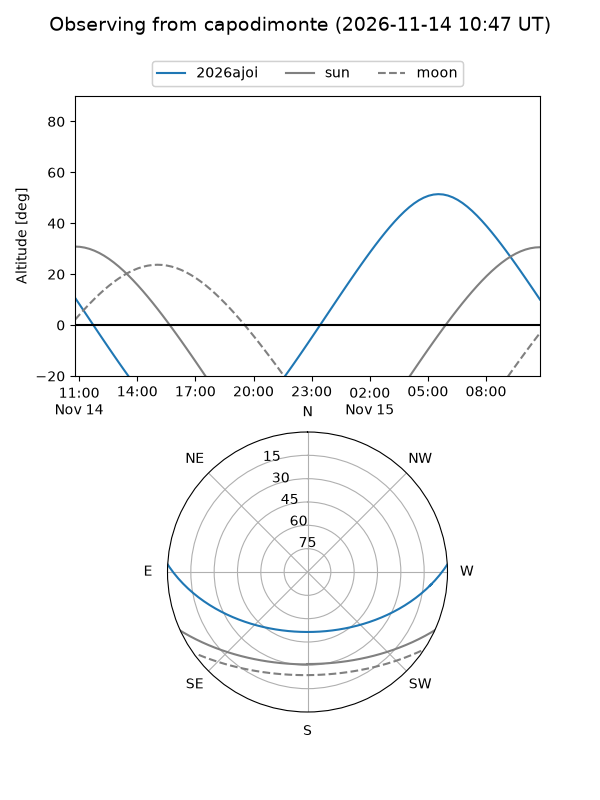 Observing from capodimonte (2026-11-14 10:47 UT)
2026ajoi sun moon
Altitude [deg]
80
60
40
20
0
−20
11:00 14:00 17:00 20:00 23:00 02:00 05:00 08:00
Nov 14 Nov 15
N
NE NW
15
30
45
60
75
E W
SE SW
S